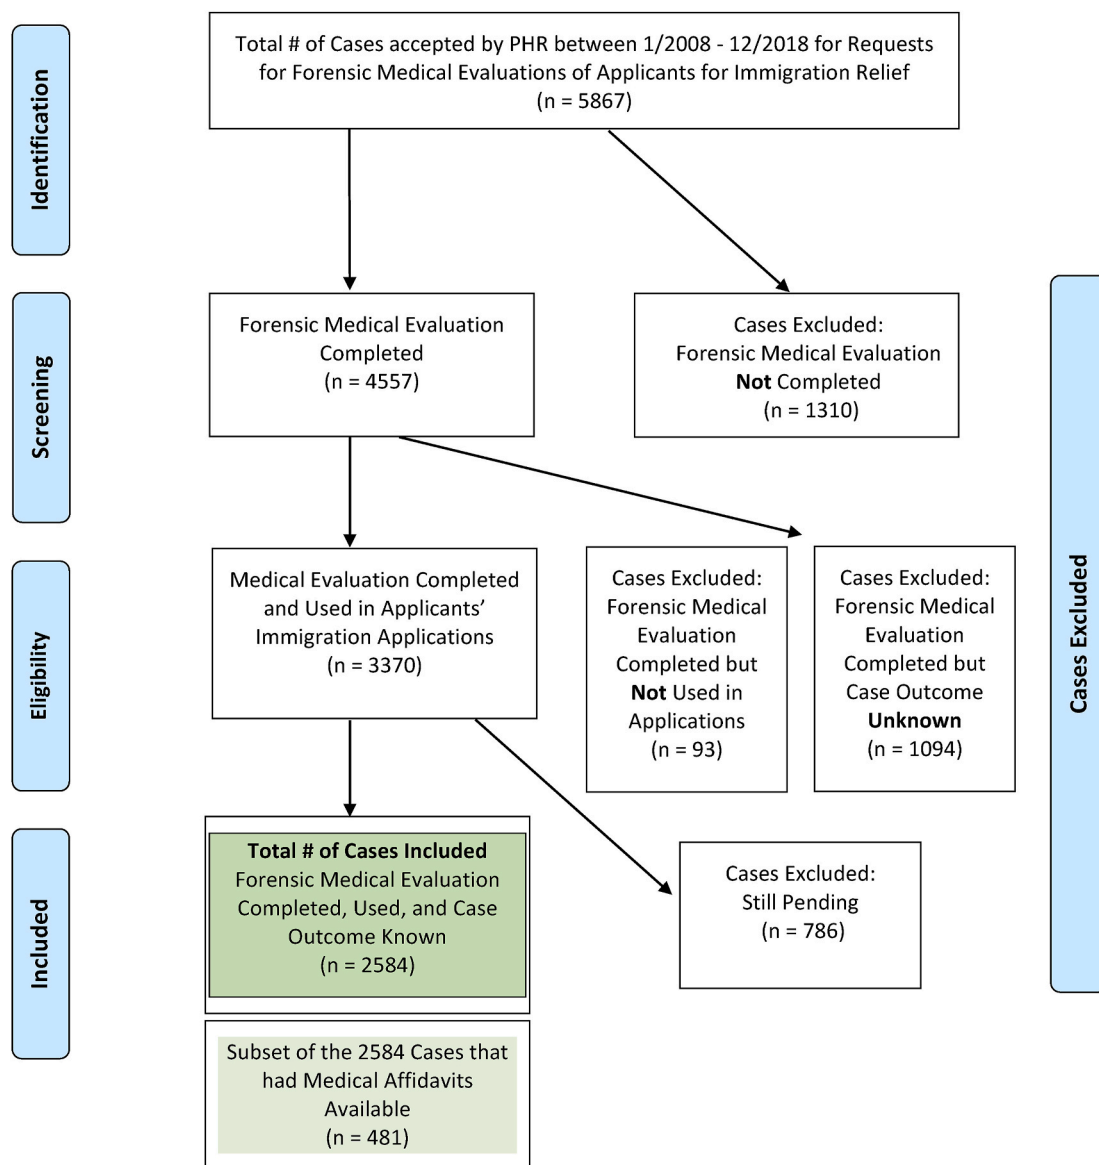 Total # of Cases accepted by PHR between 1/2008 - 12/2018 for Requests
for Forensic Medical Evaluations of Applicants for Immigration Relief
(n = 5867)
Identification
Forensic Medical Evaluation
Completed
(n = 4557)
Cases Excluded:
Forensic Medical Evaluation
Not Completed
(n = 1310)
Screening
Medical Evaluation Completed
and Used in Applicants’
Immigration Applications
(n = 3370)
Cases Excluded:
Forensic Medical
Evaluation
Completed but
Not Used in
Applications
(n = 93)
Cases Excluded:
Forensic Medical
Evaluation
Completed but
Case Outcome
Unknown
(n = 1094)
Eligibility
Cases Excluded
Total # of Cases Included
Forensic Medical Evaluation
Completed, Used, and Case
Outcome Known
(n = 2584)
Cases Excluded:
Still Pending
(n = 786)
Included
Subset of the 2584 Cases that
had Medical Affidavits
Available
(n = 481)